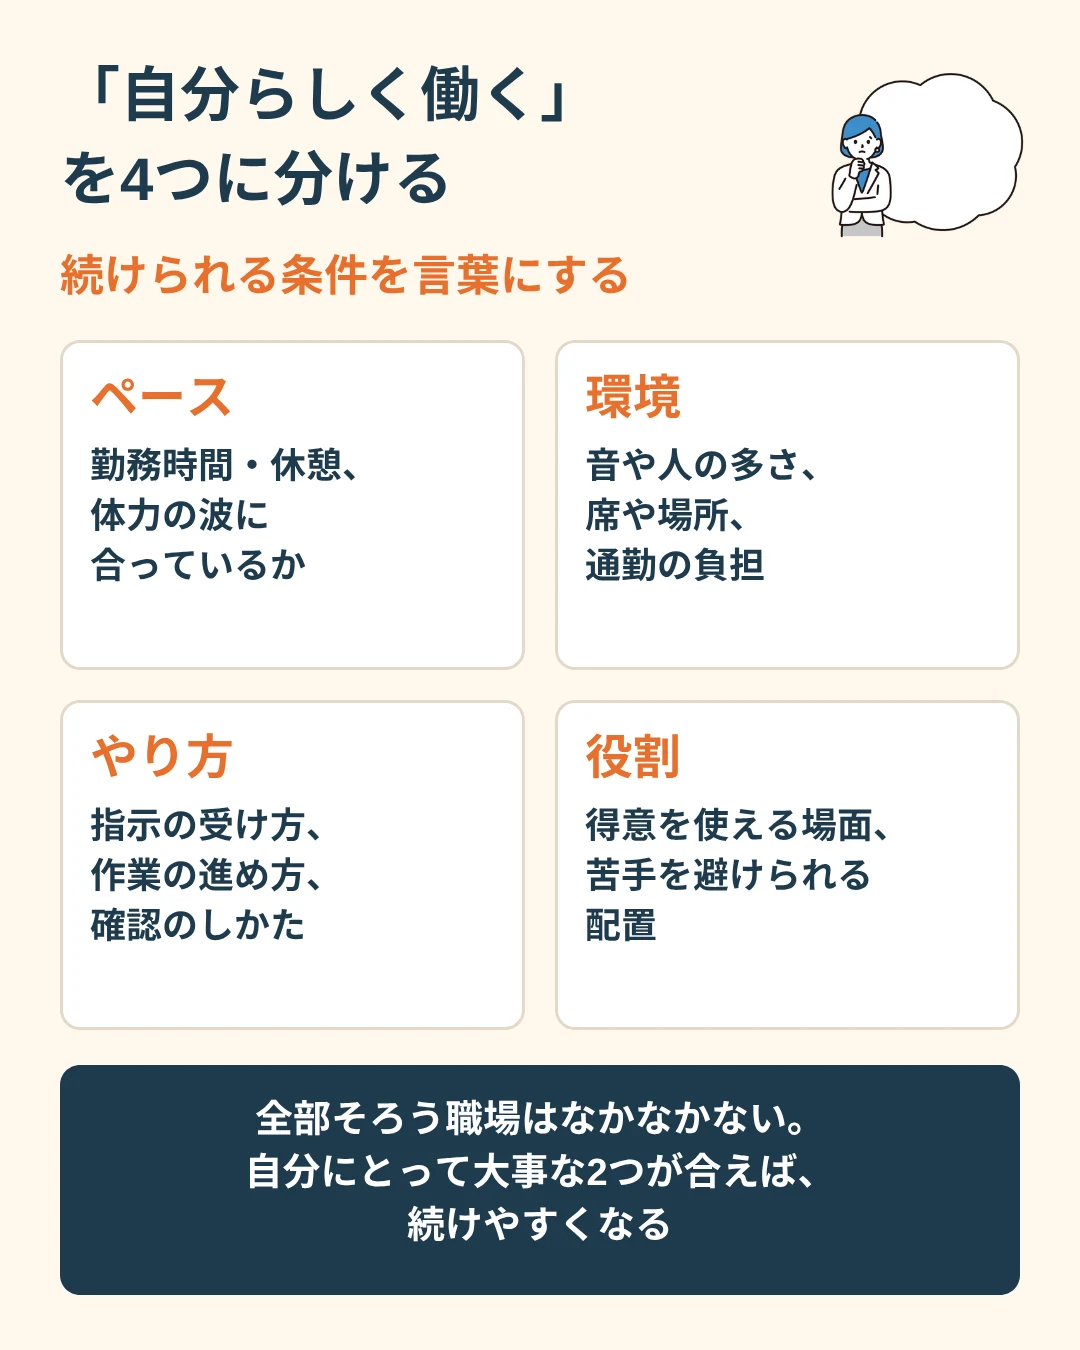 「自分らしく働く」
を4つに分ける
続けられる条件を言葉にする
ペース
勤務時間・休憩、
体力の波に
合っているか
環境
音や人の多さ、
席や場所、
通勤の負担
やり方
指示の受け方、
作業の進め方、
確認のしかた
役割
得意を使える場面、
苦手を避けられる
配置
全部そろう職場はなかなかない。
自分にとって大事な2つが合えば、
続けやすくなる